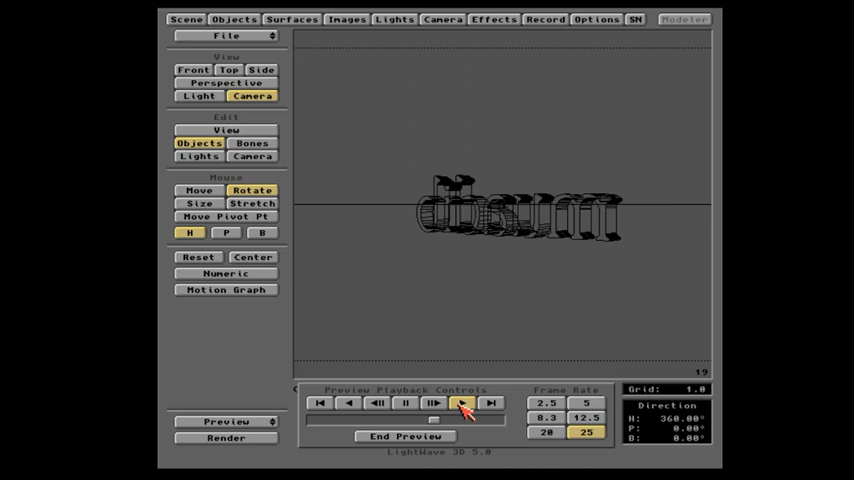 Scene Objects Surfaces Images Lights Camera Effects Record Options SN Modeler
File
View
Front Top Side
Perspective
Light Camera
Edit
View
Objects Bones
Lights Camera
Mouse
Move Rotate
Size Stretch
Move Pivot Pt
H P B
Reset Center
Numeric
Motion Graph
19
Preview Playback Controls
End Preview
Frame Rate
2.5 5
8.3 12.5
20 25
Grid: 1.0
Direction
H: 360.00°
P: 0.00°
B: 0.00°
Preview
Render
LightWave 3D 5.0